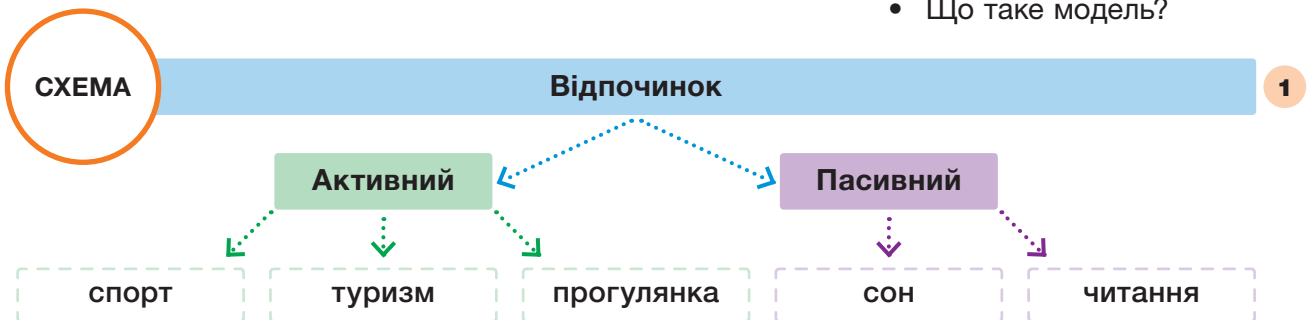 • Що таке модель?
СХЕМА
Відпочинок
1
Активний
Пасивний
спорт
туризм
прогулянка
сон
читання